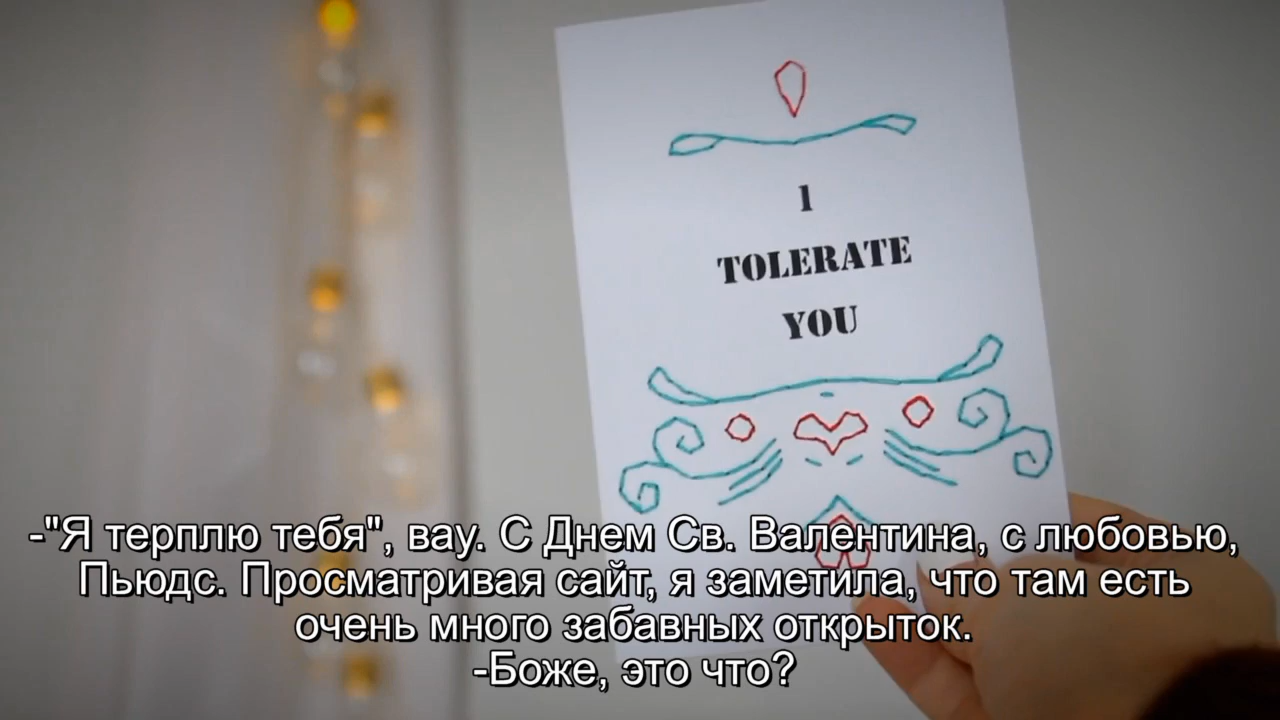 I
TOLERATE
YOU
-"Я терплю тебя", вау. С Днем Св. Валентина, с любовью,
Пьюдс. Просматривая сайт, я заметила, что там есть
очень много забавных открыток.
-Боже, это что?